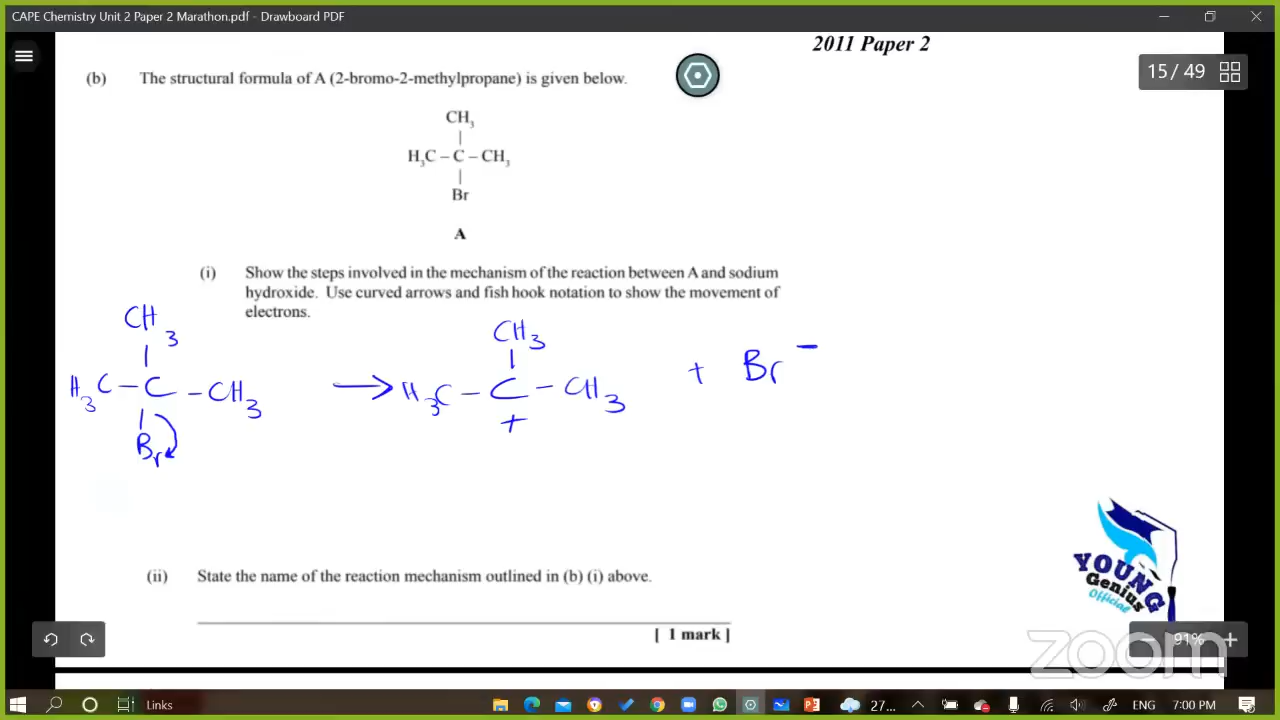 CAPE Chemistry Unit 2 Paper 2 Marathon.pdf - Drawboard PDF
2011 Paper 2
15 / 49
(b) The structural formula of A (2-bromo-2-methylpropane) is given below.
CH₃
|
H₃C – C – CH₃
|
Br
A
(i) Show the steps involved in the mechanism of the reaction between A and sodium
hydroxide. Use curved arrows and fish hook notation to show the movement of
electrons.
CH₃ CH₃
| |
H₃C – C – CH₃ → H₃C – C – CH₃ + Br⁻
| +
Br
YOUNG
Genius
Official
(ii) State the name of the reaction mechanism outlined in (b) (i) above.
[ 1 mark ]
91%
zoom
Links
27...
ENG
7:00 PM